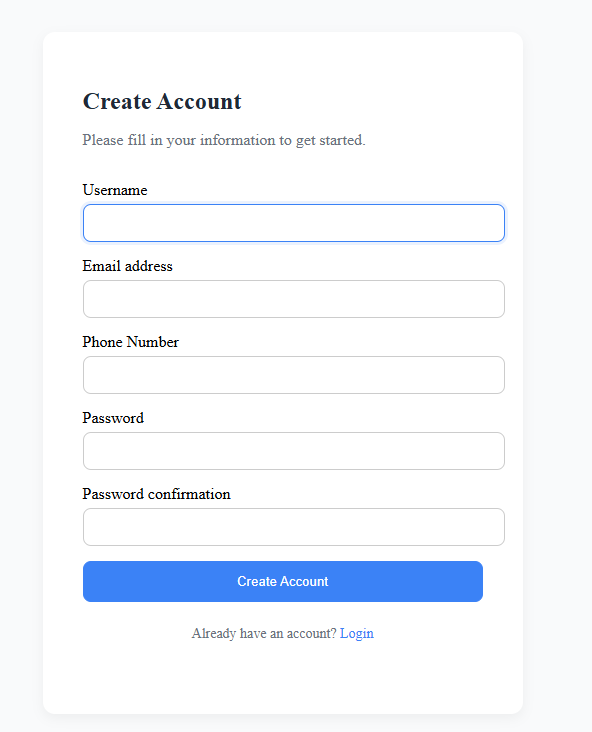 Create Account
Please fill in your information to get started.
Username
Email address
Phone Number
Password
Password confirmation
Create Account
Already have an account? Login